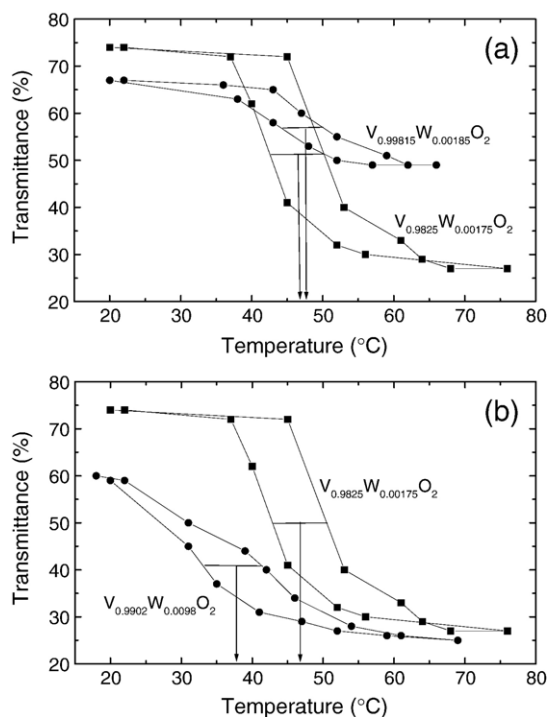 (a)
80
70
60
50
40
30
20
Transmittance (%)
V0.99815W0.00185O2
V0.9825W0.00175O2
20 30 40 50 60 70 80
Temperature (°C)
(b)
80
70
60
50
40
30
20
Transmittance (%)
V0.9825W0.00175O2
V0.9902W0.0098O2
20 30 40 50 60 70 80
Temperature (°C)